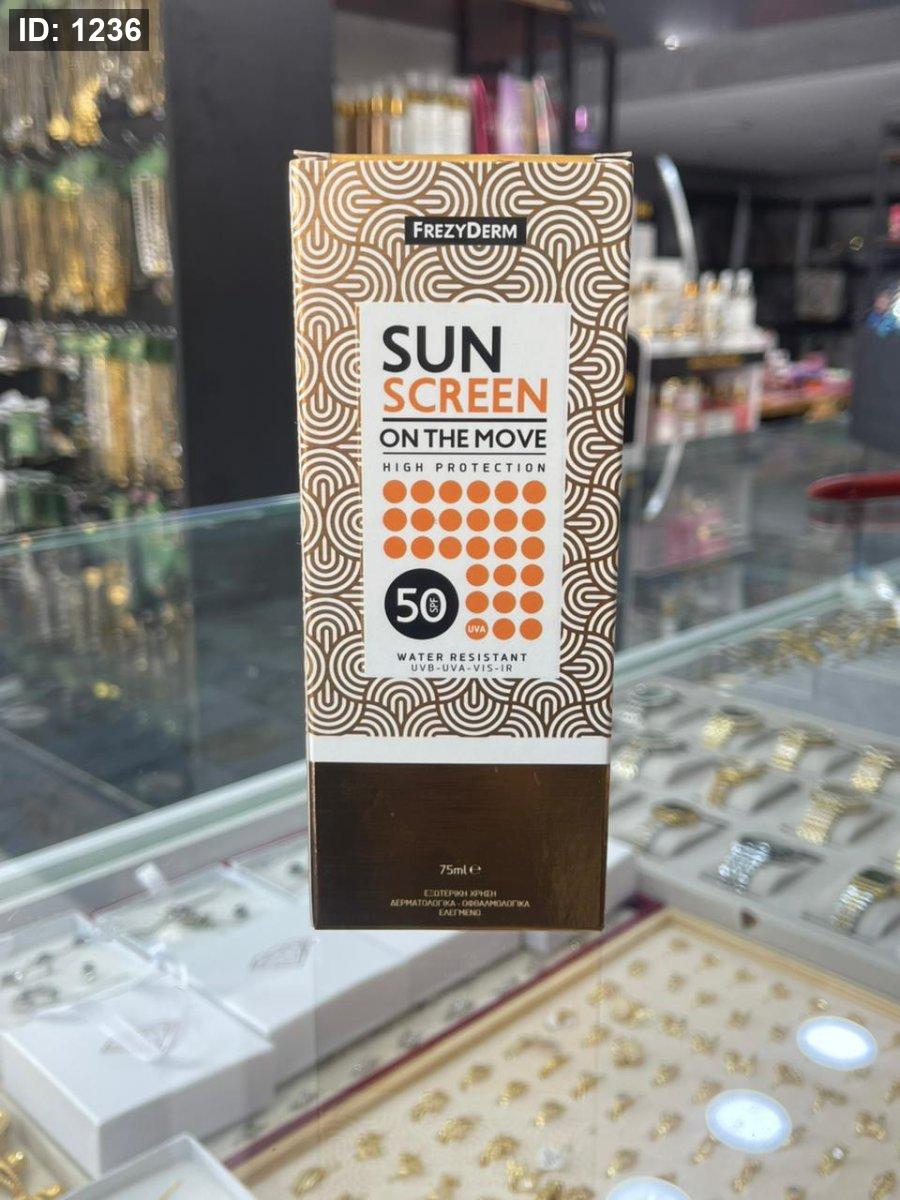 ID: 1236
FREZYDERM
SUN
SCREEN
ON THE MOVE
HIGH PROTECTION
50 SPF
UVA
WATER RESISTANT
UVB-UVA-VIS-IR
75ml ℮
ΕΞΩΤΕΡΙΚΗ ΧΡΗΣΗ
ΔΕΡΜΑΤΟΛΟΓΙΚΑ - ΟΦΘΑΛΜΟΛΟΓΙΚΑ
ΕΛΕΓΜΕΝΟ